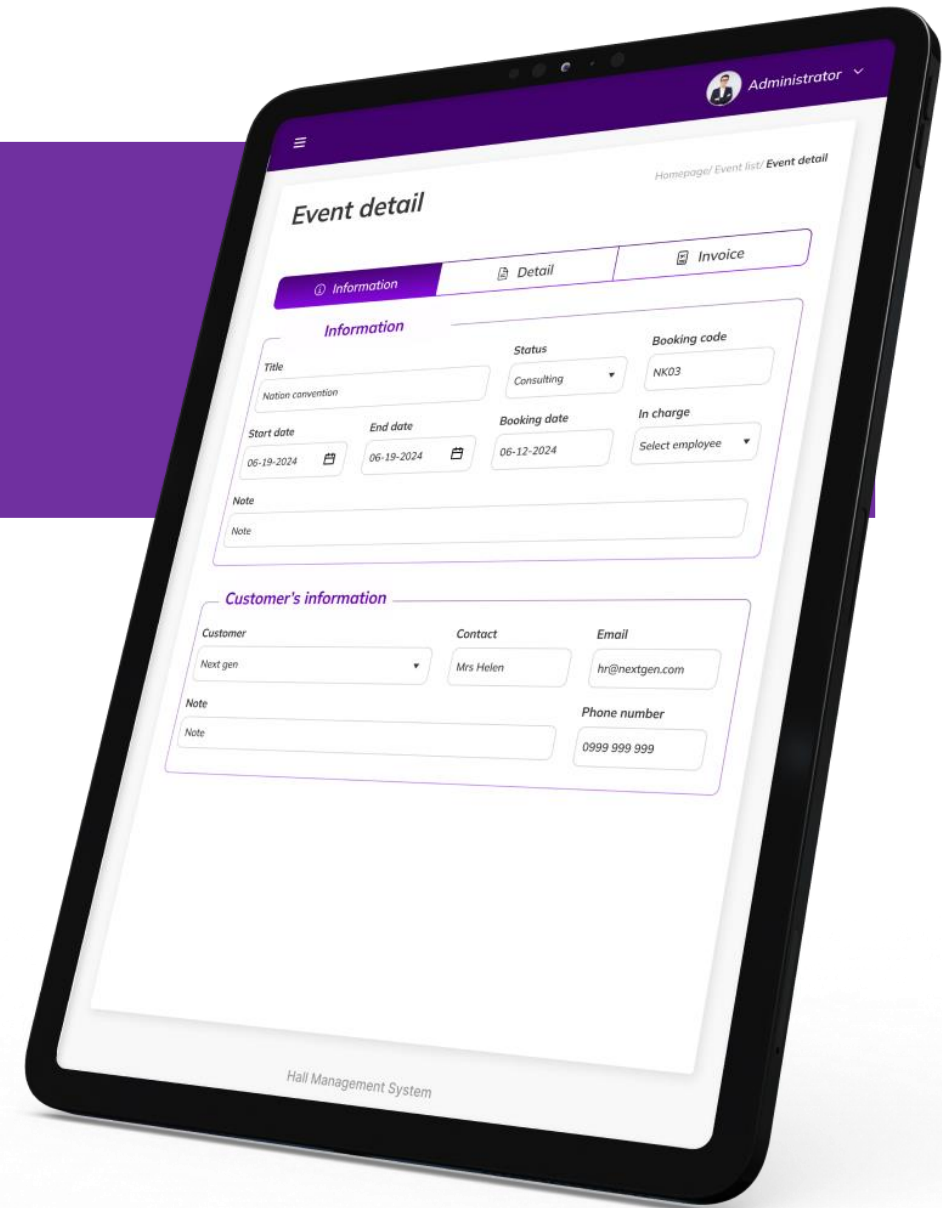 Administrator
Homepage/ Event list/ Event detail
Event detail
Information
Detail
Invoice
Information
Title
Status
Booking code
Nation convention
Consulting
NK03
Start date
End date
Booking date
In charge
06-19-2024
06-19-2024
06-12-2024
Select employee
Note
Note
Customer's information
Customer
Contact
Email
Next gen
Mrs Helen
hr@nextgen.com
Note
Phone number
Note
0999 999 999
Hall Management System